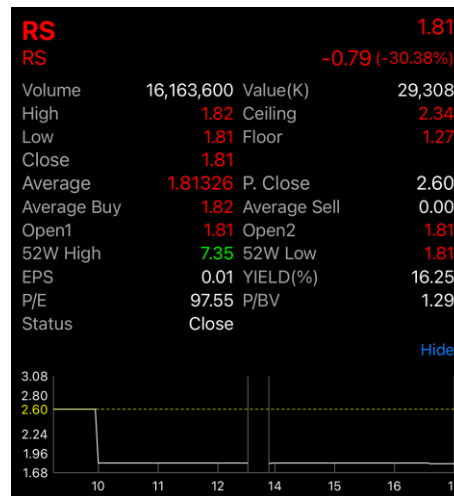 RS 1.81
RS -0.79 (-30.38%)
Volume 16,163,600 Value(K) 29,308
High 1.82 Ceiling 2.34
Low 1.81 Floor 1.27
Close 1.81
Average 1.81326 P. Close 2.60
Average Buy 1.82 Average Sell 0.00
Open1 1.81 Open2 1.81
52W High 7.35 52W Low 1.81
EPS 0.01 YIELD(%) 16.25
P/E 97.55 P/BV 1.29
Status Close
Hide
3.08
2.80
2.60
2.24
1.96
1.68
10 11 12 14 15 16 1